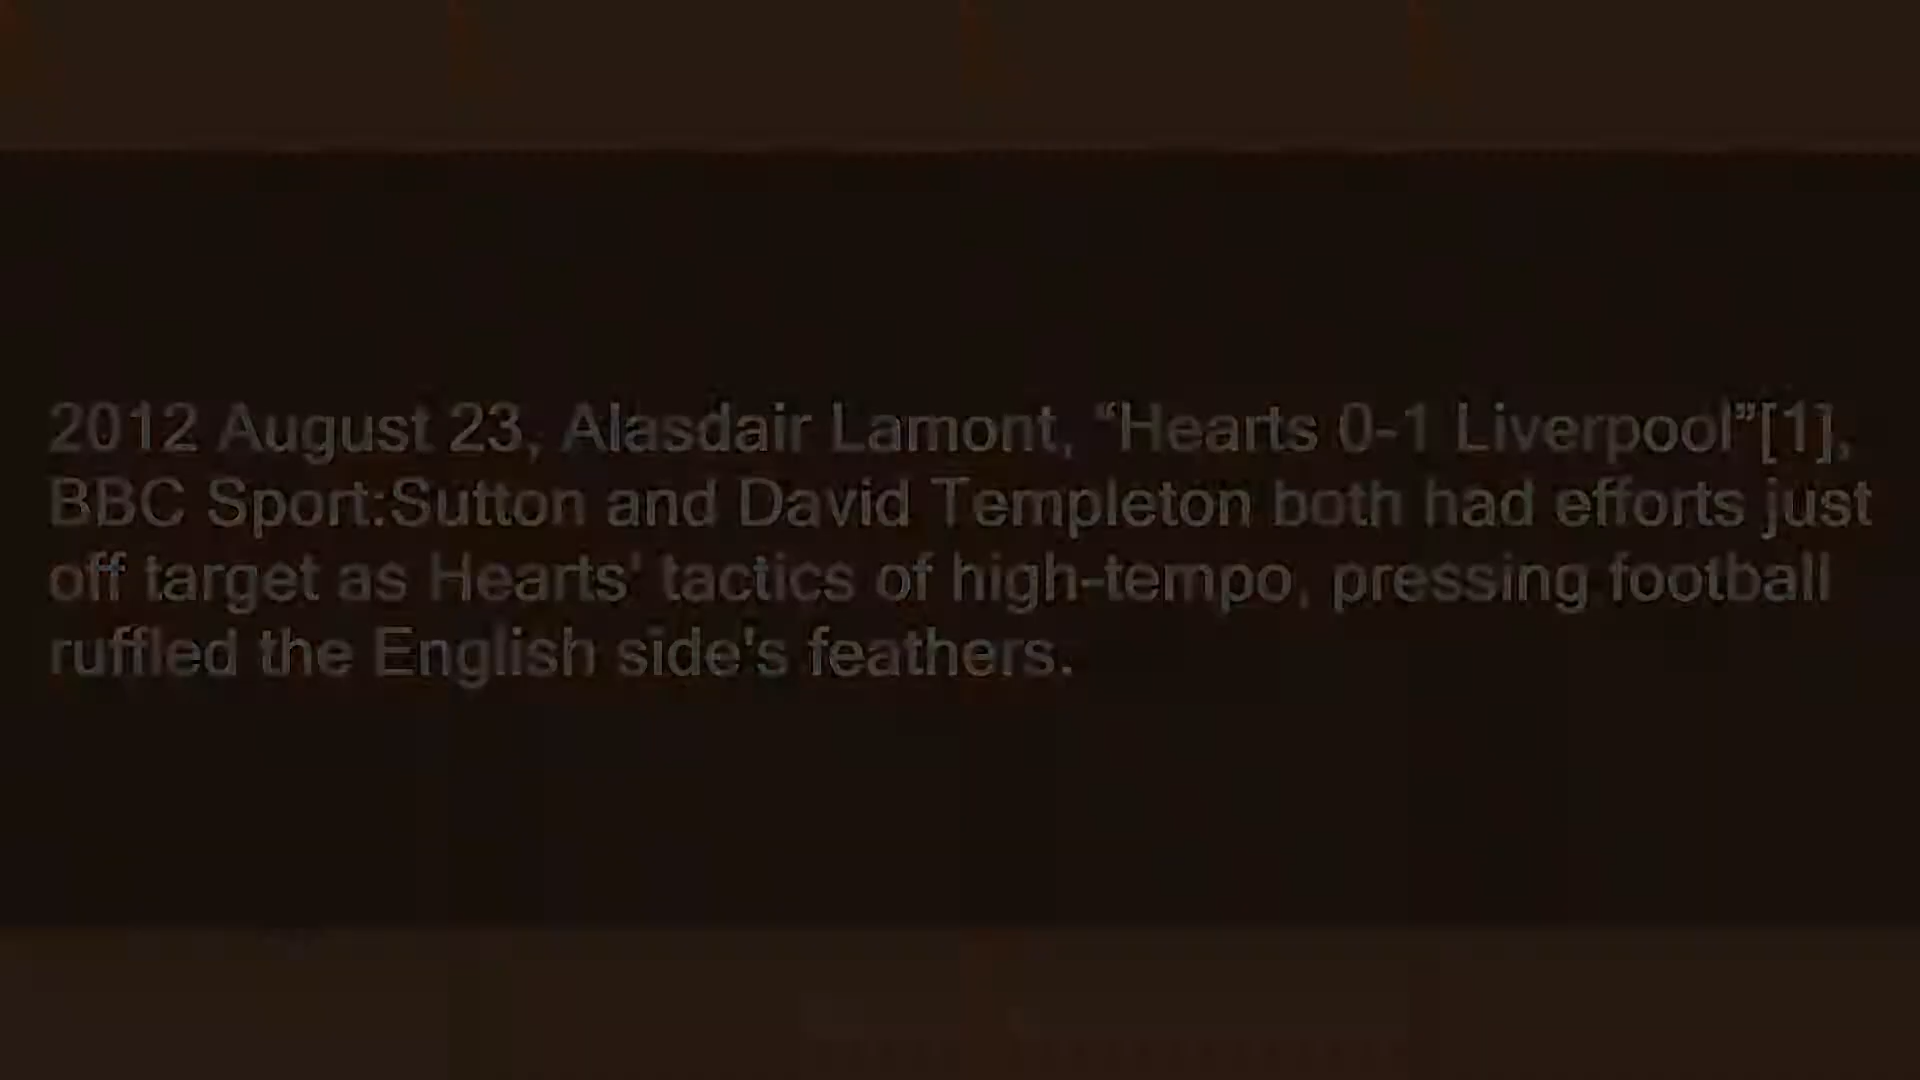 2012 August 23, Alasdair Lamont, “Hearts 0-1 Liverpool”[1],
BBC Sport:Sutton and David Templeton both had efforts just
off target as Hearts' tactics of high-tempo, pressing football
ruffled the English side's feathers.